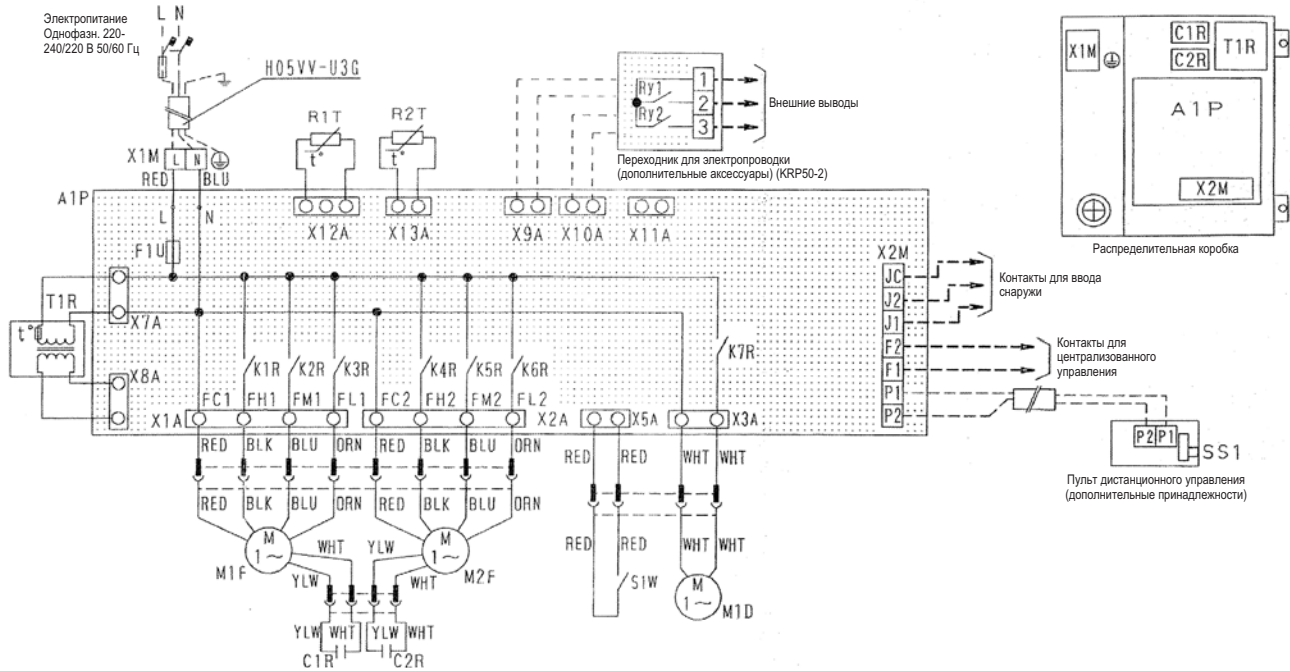 Электропитание
Однофазн. 220-
240/220 В 50/60 Гц
L N
H05VV-U3G
X1M L N
RED BLU
A1P
L N
F1U
R1T
t°
R2T
t°
X12A X13A X9A X10A X11A
Ry1
Ry2
1
2
3
Внешние выводы
Переходник для электропроводки
(дополнительные аксессуары) (KRP50-2)
X1M
C1R
C2R
T1R
A1P
X2M
Распределительная коробка
T1R
t°
X7A
X8A
K1R K2R K3R K4R K5R K6R K7R
FC1 FH1 FM1 FL1 FC2 FH2 FM2 FL2
X1A X2A X5A X3A
X2M
JC
J2
J1
F2
F1
P1
P2
Контакты для ввода
снаружи
Контакты для
централизованного
управления
P2 P1
SS1
Пульт дистанционного управления
(дополнительные принадлежности)
RED BLK BLU ORN RED BLK BLU ORN RED RED WHT WHT
RED BLK BLU ORN RED BLK BLU ORN
RED RED WHT WHT
M
1~
M1F
M
1~
M2F
WHT YLW
YLW WHT
YLW WHT YLW WHT
C1R C2R
S1W
M
1~
M1D